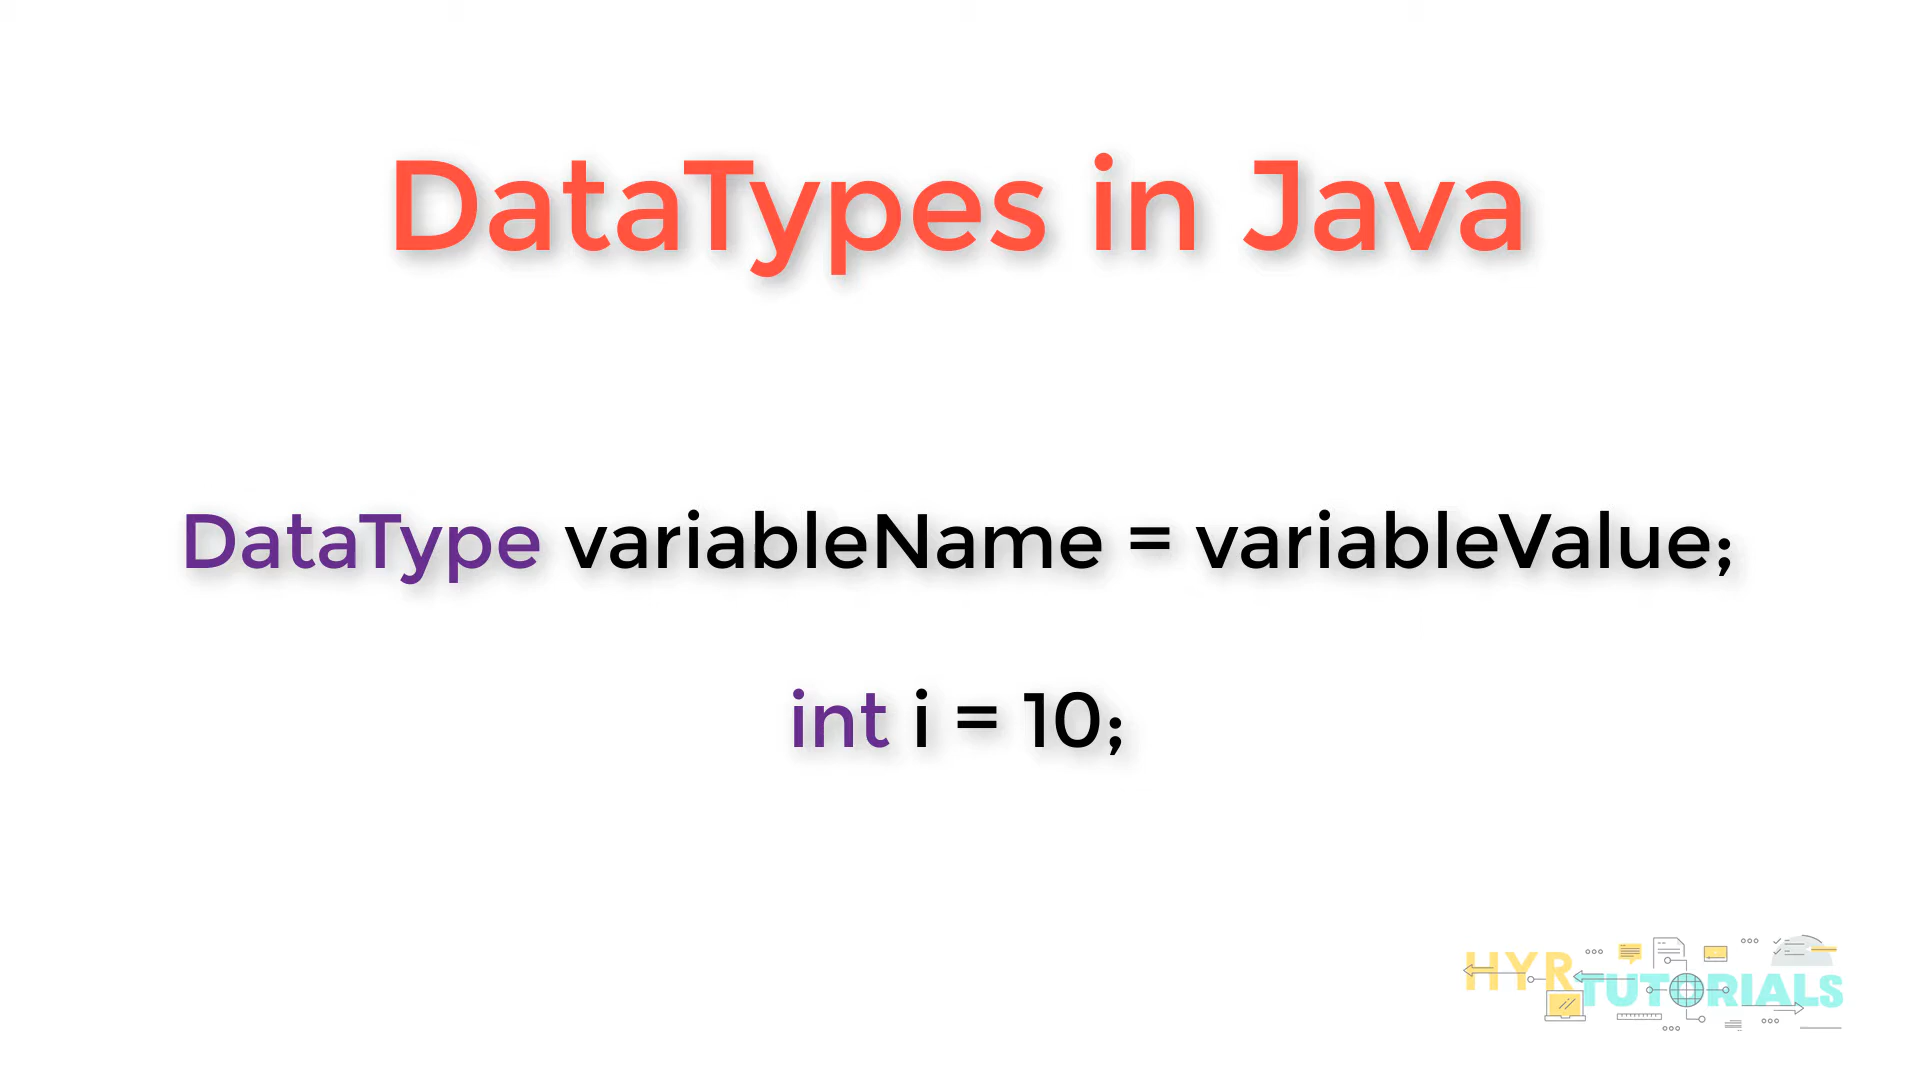 DataTypes in Java
DataType variableName = variableValue;
int i = 10;
HYR TUTORIALS